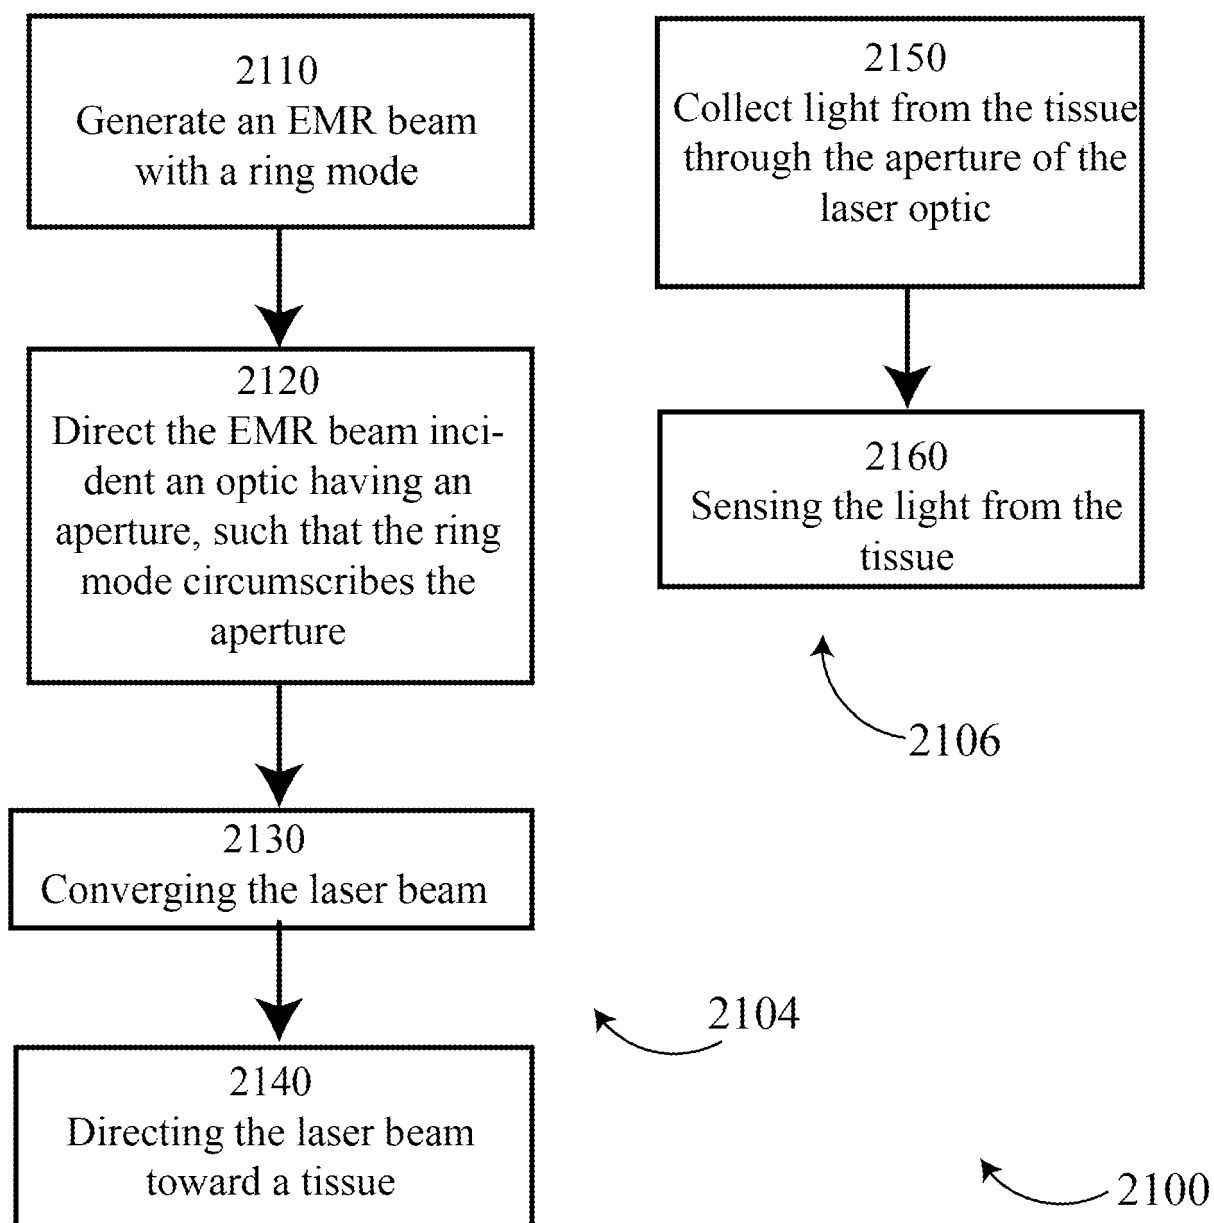 2110
Generate an EMR beam
with a ring mode
2120
Direct the EMR beam inci-
dent an optic having an
aperture, such that the ring
mode circumscribes the
aperture
2130
Converging the laser beam
2140
Directing the laser beam
toward a tissue
2150
Collect light from the tissue
through the aperture of the
laser optic
2160
Sensing the light from the
tissue
2106
2104
2100